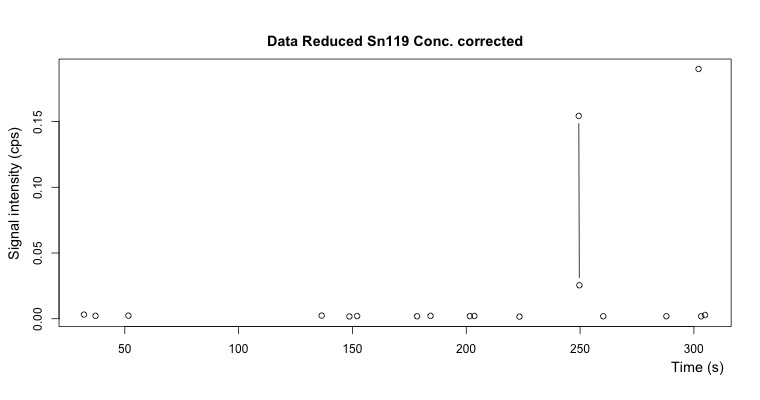 Data Reduced Sn119 Conc. corrected
Signal intensity (cps)
0.15
0.10
0.05
0.00
50 100 150 200 250 300
Time (s)